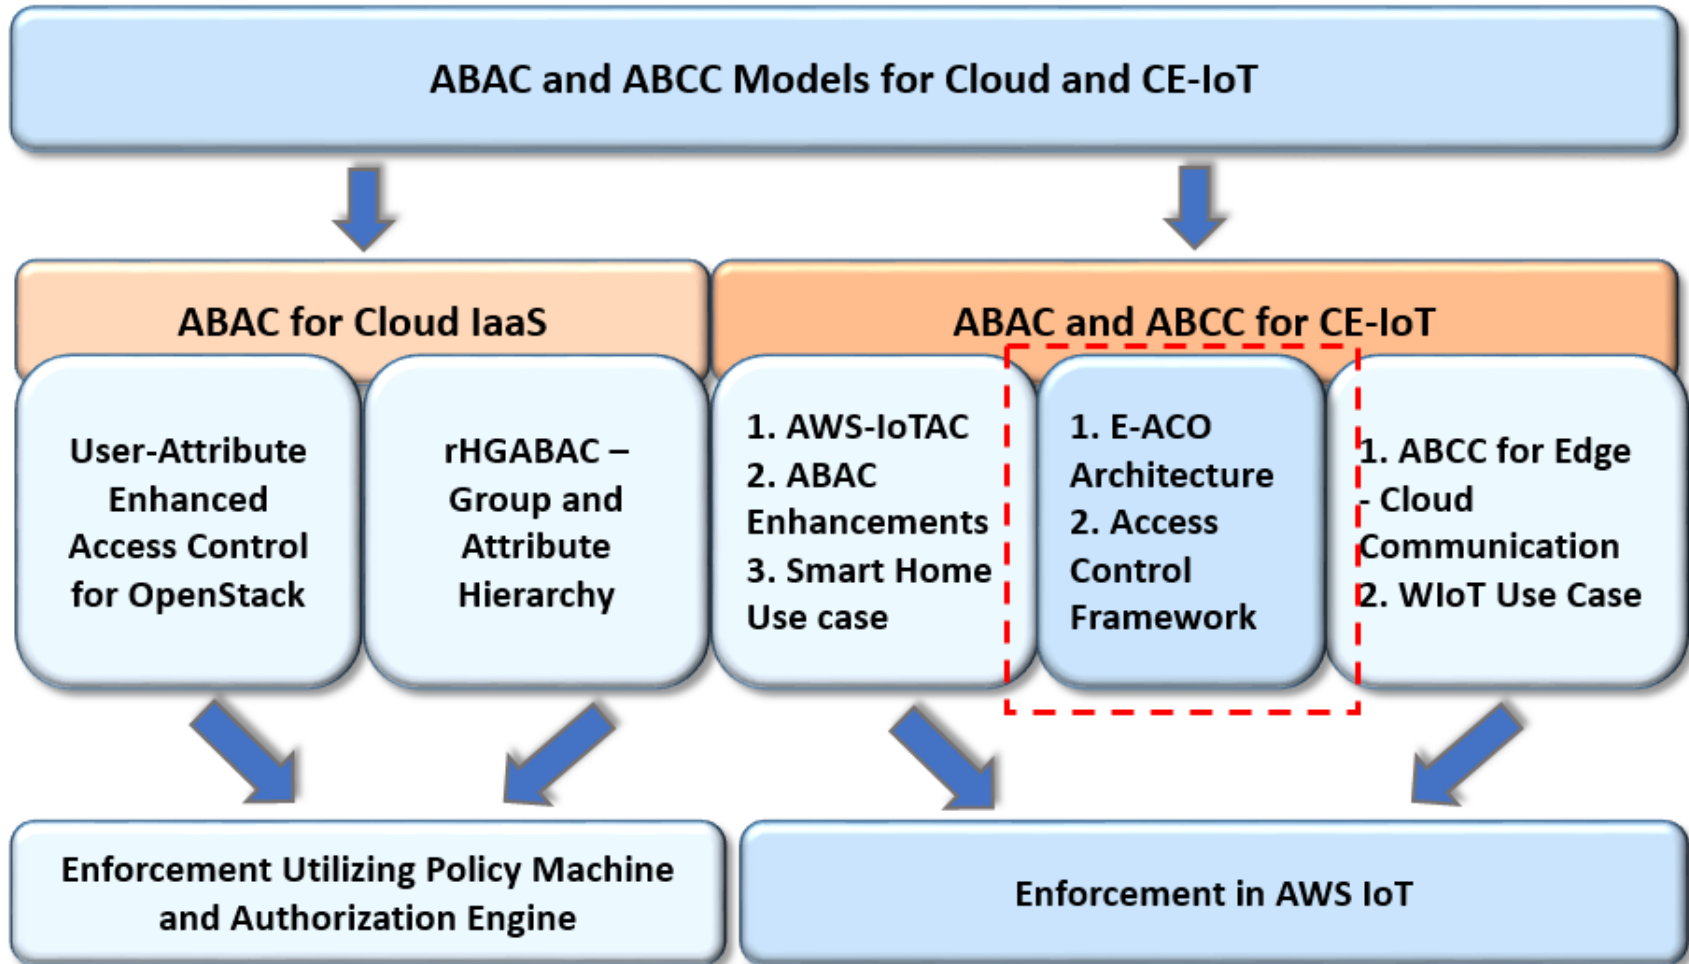 ABAC and ABCC Models for Cloud and CE-IoT
ABAC for Cloud IaaS
ABAC and ABCC for CE-IoT
User-Attribute
Enhanced
Access Control
for OpenStack
rHGABAC –
Group and
Attribute
Hierarchy
1. AWS-IoTAC
2. ABAC
Enhancements
3. Smart Home
Use case
1. E-ACO
Architecture
2. Access
Control
Framework
1. ABCC for Edge
- Cloud
Communication
2. WIoT Use Case
Enforcement Utilizing Policy Machine
and Authorization Engine
Enforcement in AWS IoT